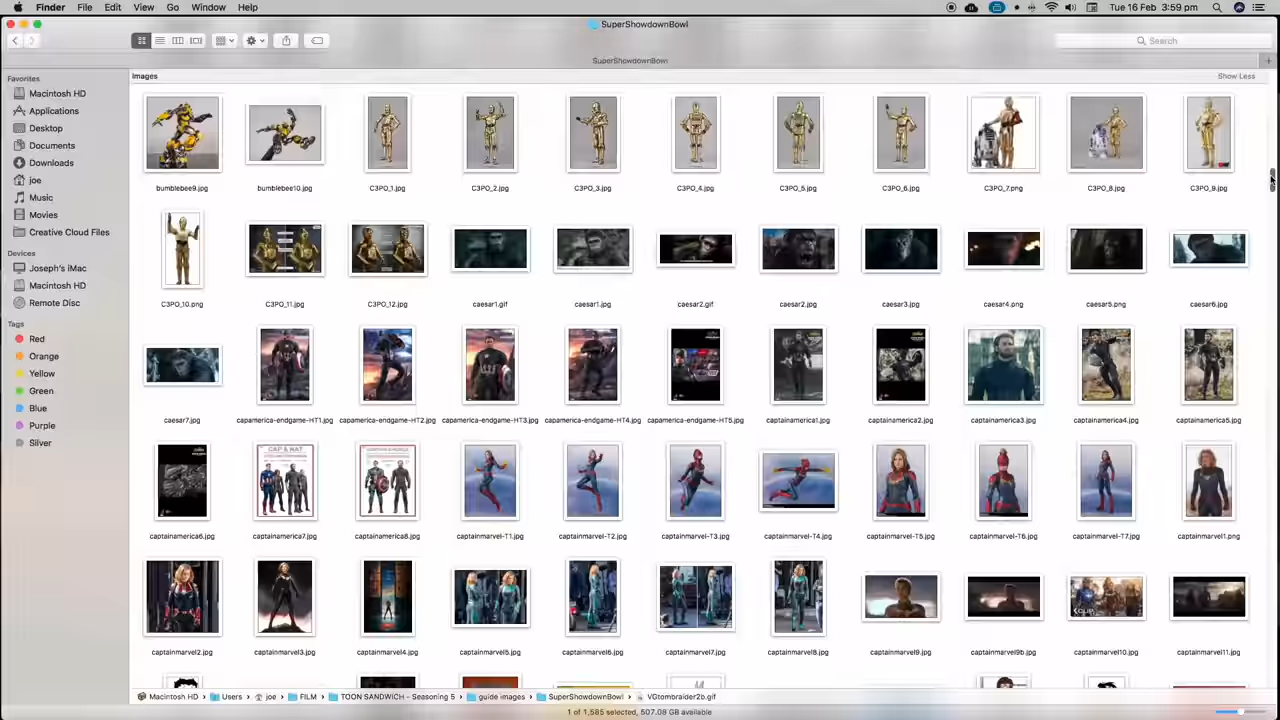 Finder File Edit View Go Window Help Tue 16 Feb 3:59 pm
SuperShowdownBowl
Search
SuperShowdownBowl
Images Show Less
Favorites
Macintosh HD
Applications
Desktop
Documents
Downloads
joe
Music
Movies
Creative Cloud Files
Devices
Joseph's iMac
Macintosh HD
Remote Disc
Tags
Red
Orange
Yellow
Green
Blue
Purple
Silver
bumblebee9.jpg bumblebee10.jpg C3PO_1.jpg C3PO_2.jpg C3PO_3.jpg C3PO_4.jpg C3PO_5.jpg C3PO_6.jpg C3PO_7.png C3PO_8.jpg C3PO_9.jpg
C3PO_10.png C3PO_11.jpg C3PO_12.jpg caesar1.gif caesar1.jpg caesar2.gif caesar2.jpg caesar3.jpg caesar4.png caesar5.png caesar6.jpg
caesar7.jpg capamerica-endgame-HT1.jpg capamerica-endgame-HT2.jpg capamerica-endgame-HT3.jpg capamerica-endgame-HT4.jpg capamerica-endgame-HT5.jpg captainamerica1.jpg captainamerica2.jpg captainamerica3.jpg captainamerica4.jpg captainamerica5.jpg
CAP & NAT
captainamerica6.jpg captainamerica7.jpg captainamerica8.jpg captainmarvel-T1.jpg captainmarvel-T2.jpg captainmarvel-T3.jpg captainmarvel-T4.jpg captainmarvel-T5.jpg captainmarvel-T6.jpg captainmarvel-T7.jpg captainmarvel1.png
captainmarvel2.jpg captainmarvel3.jpg captainmarvel4.jpg captainmarvel5.jpg captainmarvel6.jpg captainmarvel7.jpg captainmarvel8.jpg captainmarvel9.jpg captainmarvel9b.jpg captainmarvel10.jpg captainmarvel11.jpg
Macintosh HD › Users › joe › FILM › TOON SANDWICH - Seasoning 5 › guide images › SuperShowdownBowl › VGtombraider2b.gif
1 of 1,585 selected, 507.08 GB available